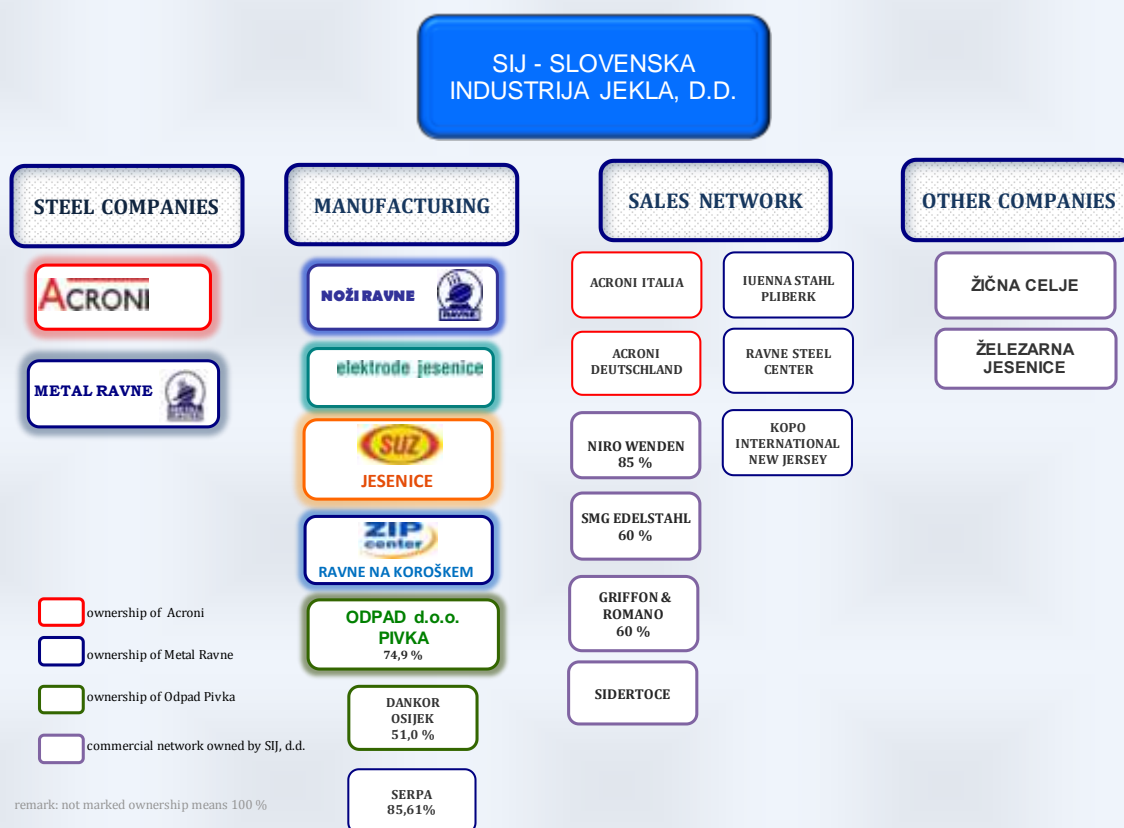 SIJ - SLOVENSKA
INDUSTRIJA JEKLA, D.D.
STEEL COMPANIES
ACRONI
METAL RAVNE
MANUFACTURING
NOŽI RAVNE
RAVNE
elektrode jesenice
SUZ
JESENICE
ZIP
center
RAVNE NA KOROŠKEM
ODPAD d.o.o.
PIVKA
74,9 %
DANKOR
OSIJEK
51,0 %
SERPA
85,61%
SALES NETWORK
ACRONI ITALIA
ACRONI
DEUTSCHLAND
NIRO WENDEN
85 %
SMG EDELSTAHL
60 %
GRIFFON &
ROMANO
60 %
SIDERTOCE
IUENNA STAHL
PLIBERK
RAVNE STEEL
CENTER
KOPO
INTERNATIONAL
NEW JERSEY
OTHER COMPANIES
ŽIČNA CELJE
ŽELEZARNA
JESENICE
ownership of Acroni
ownership of Metal Ravne
ownership of Odpad Pivka
commercial network owned by SIJ, d.d.
remark: not marked ownership means 100 %